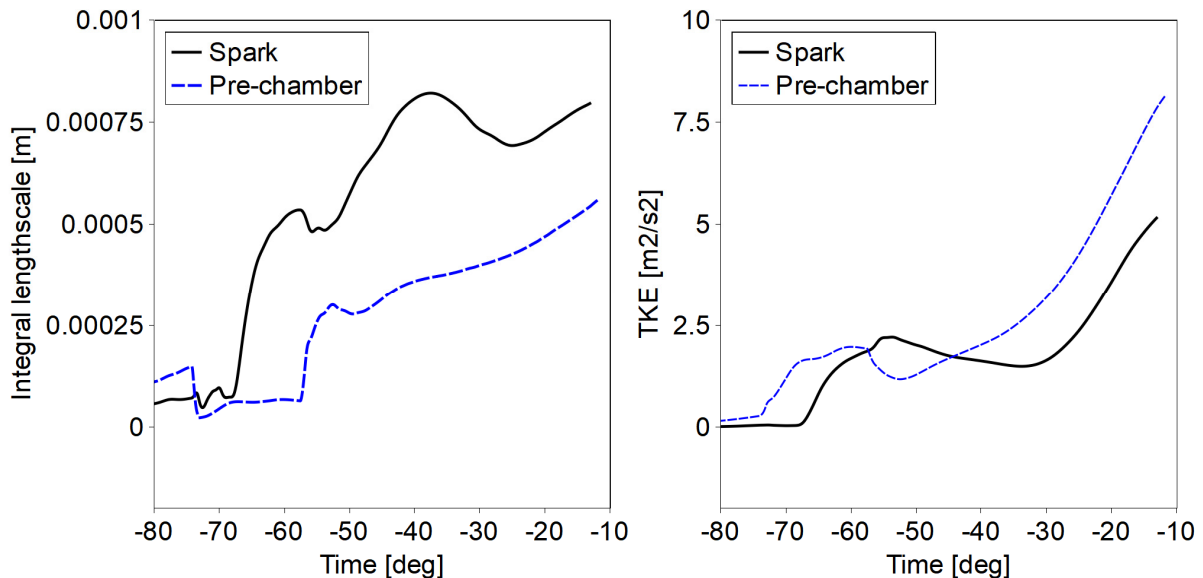 0.001
0.00075
0.0005
0.00025
0
Integral lengthscale [m]
Spark
Pre-chamber
-80 -70 -60 -50 -40 -30 -20 -10
Time [deg]
10
7.5
5
2.5
0
TKE [m2/s2]
Spark
Pre-chamber
-80 -70 -60 -50 -40 -30 -20 -10
Time [deg]